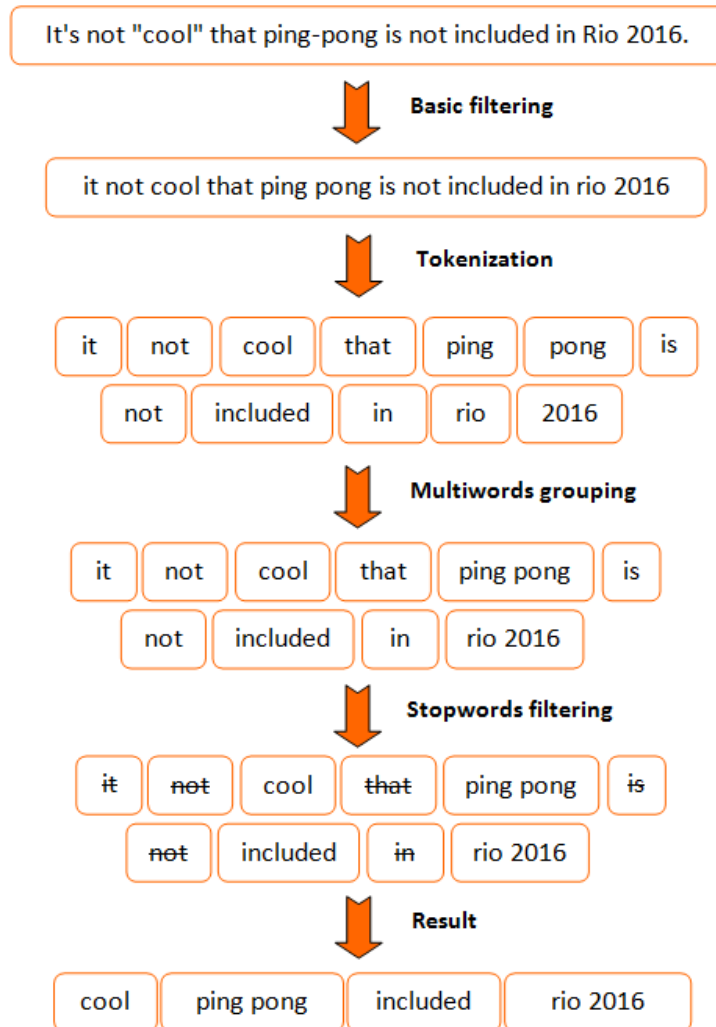 It's not "cool" that ping-pong is not included in Rio 2016.
Basic filtering
it not cool that ping pong is not included in rio 2016
Tokenization
it not cool that ping pong is
not included in rio 2016
Multiwords grouping
it not cool that ping pong is
not included in rio 2016
Stopwords filtering
it not cool that ping pong is
not included in rio 2016
Result
cool ping pong included rio 2016